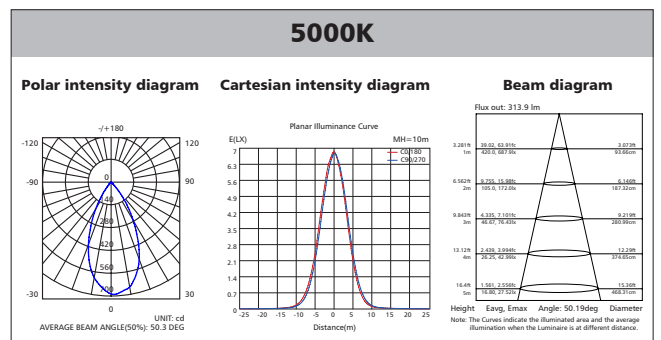 5000K
Polar intensity diagram
Cartesian intensity diagram
Beam diagram
-/+180
-120
120
-90
90
-30
30
0
0
140
280
420
560
700
UNIT: cd
AVERAGE BEAM ANGLE(50%): 50.3 DEG
Planar Illuminance Curve
E(LX)
MH=10m
C0/180
C90/270
7
6.3
5.6
4.9
4.2
3.5
2.8
2.1
1.4
0.7
0
-25 -20 -15 -10 -5 0 5 10 15 20 25
Distance(m)
Flux out: 313.9 lm
3.281ft 39.02, 63.91fc 3.073ft
1m 420.0, 687.9lx 93.66cm
6.562ft 9.755, 15.98fc 6.146ft
2m 105.0, 172.0lx 187.32cm
9.843ft 4.335, 7.101fc 9.219ft
3m 46.67, 76.43lx 280.99cm
13.12ft 2.439, 3.994fc 12.29ft
4m 26.25, 42.99lx 374.65cm
16.4ft 1.561, 2.556fc 15.36ft
5m 16.80, 27.52lx 468.31cm
Height Eavg, Emax Angle: 50.19deg Diameter
Note: The Curves indicate the illuminated area and the average
illumination when the Luminaire is at different distance.